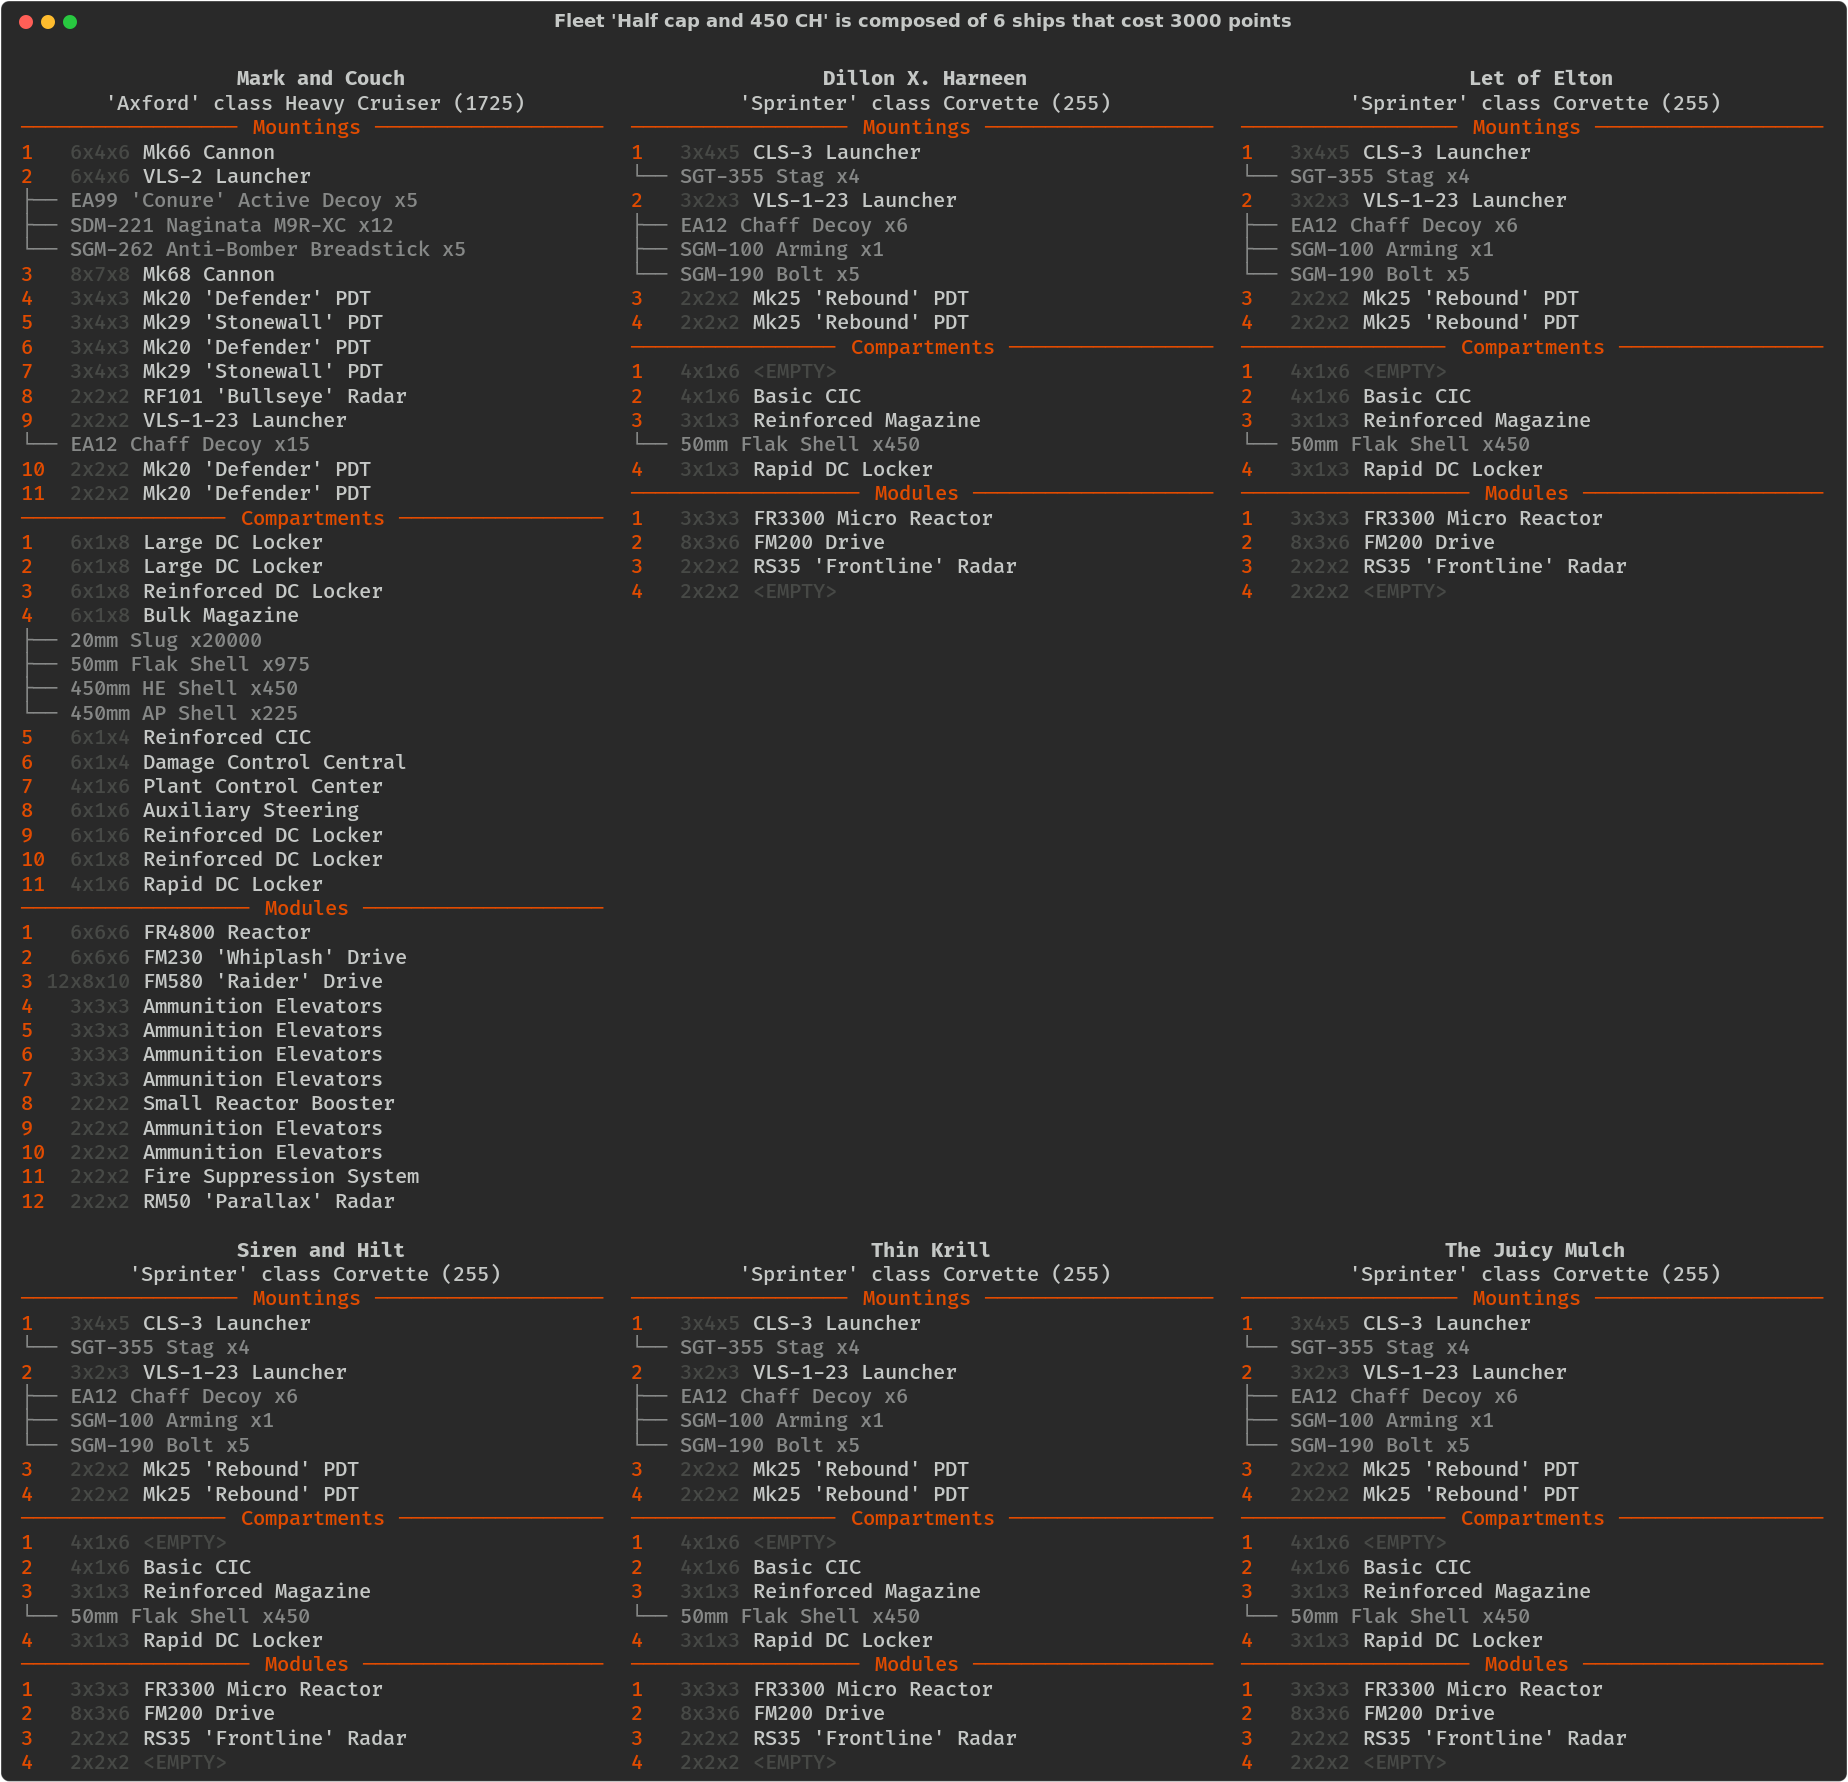 Fleet 'Half cap and 450 CH' is composed of 6 ships that cost 3000 points
Mark and Couch
'Axford' class Heavy Cruiser (1725)
Mountings
1 6x4x6 Mk66 Cannon
2 6x4x6 VLS-2 Launcher
EA99 'Conure' Active Decoy x5
SDM-221 Naginata M9R-XC x12
SGM-262 Anti-Bomber Breadstick x5
3 8x7x8 Mk68 Cannon
4 3x4x3 Mk20 'Defender' PDT
5 3x4x3 Mk29 'Stonewall' PDT
6 3x4x3 Mk20 'Defender' PDT
7 3x4x3 Mk29 'Stonewall' PDT
8 2x2x2 RF101 'Bullseye' Radar
9 2x2x2 VLS-1-23 Launcher
EA12 Chaff Decoy x15
10 2x2x2 Mk20 'Defender' PDT
11 2x2x2 Mk20 'Defender' PDT
Compartments
1 6x1x8 Large DC Locker
2 6x1x8 Large DC Locker
3 6x1x8 Reinforced DC Locker
4 6x1x8 Bulk Magazine
20mm Slug x20000
50mm Flak Shell x975
450mm HE Shell x450
450mm AP Shell x225
5 6x1x4 Reinforced CIC
6 6x1x4 Damage Control Central
7 4x1x6 Plant Control Center
8 6x1x6 Auxiliary Steering
9 6x1x6 Reinforced DC Locker
10 6x1x8 Reinforced DC Locker
11 4x1x6 Rapid DC Locker
Modules
1 6x6x6 FR4800 Reactor
2 6x6x6 FM230 'Whiplash' Drive
3 12x8x10 FM580 'Raider' Drive
4 3x3x3 Ammunition Elevators
5 3x3x3 Ammunition Elevators
6 3x3x3 Ammunition Elevators
7 3x3x3 Ammunition Elevators
8 2x2x2 Small Reactor Booster
9 2x2x2 Ammunition Elevators
10 2x2x2 Ammunition Elevators
11 2x2x2 Fire Suppression System
12 2x2x2 RM50 'Parallax' Radar
Dillon X. Harneen
'Sprinter' class Corvette (255)
Mountings
1 3x4x5 CLS-3 Launcher
SGT-355 Stag x4
2 3x2x3 VLS-1-23 Launcher
EA12 Chaff Decoy x6
SGM-100 Arming x1
SGM-190 Bolt x5
3 2x2x2 Mk25 'Rebound' PDT
4 2x2x2 Mk25 'Rebound' PDT
Compartments
1 4x1x6 <EMPTY>
2 4x1x6 Basic CIC
3 3x1x3 Reinforced Magazine
50mm Flak Shell x450
4 3x1x3 Rapid DC Locker
Modules
1 3x3x3 FR3300 Micro Reactor
2 8x3x6 FM200 Drive
3 2x2x2 RS35 'Frontline' Radar
4 2x2x2 <EMPTY>
Let of Elton
'Sprinter' class Corvette (255)
Mountings
1 3x4x5 CLS-3 Launcher
SGT-355 Stag x4
2 3x2x3 VLS-1-23 Launcher
EA12 Chaff Decoy x6
SGM-100 Arming x1
SGM-190 Bolt x5
3 2x2x2 Mk25 'Rebound' PDT
4 2x2x2 Mk25 'Rebound' PDT
Compartments
1 4x1x6 <EMPTY>
2 4x1x6 Basic CIC
3 3x1x3 Reinforced Magazine
50mm Flak Shell x450
4 3x1x3 Rapid DC Locker
Modules
1 3x3x3 FR3300 Micro Reactor
2 8x3x6 FM200 Drive
3 2x2x2 RS35 'Frontline' Radar
4 2x2x2 <EMPTY>
Siren and Hilt
'Sprinter' class Corvette (255)
Mountings
1 3x4x5 CLS-3 Launcher
SGT-355 Stag x4
2 3x2x3 VLS-1-23 Launcher
EA12 Chaff Decoy x6
SGM-100 Arming x1
SGM-190 Bolt x5
3 2x2x2 Mk25 'Rebound' PDT
4 2x2x2 Mk25 'Rebound' PDT
Compartments
1 4x1x6 <EMPTY>
2 4x1x6 Basic CIC
3 3x1x3 Reinforced Magazine
50mm Flak Shell x450
4 3x1x3 Rapid DC Locker
Modules
1 3x3x3 FR3300 Micro Reactor
2 8x3x6 FM200 Drive
3 2x2x2 RS35 'Frontline' Radar
4 2x2x2 <EMPTY>
Thin Krill
'Sprinter' class Corvette (255)
Mountings
1 3x4x5 CLS-3 Launcher
SGT-355 Stag x4
2 3x2x3 VLS-1-23 Launcher
EA12 Chaff Decoy x6
SGM-100 Arming x1
SGM-190 Bolt x5
3 2x2x2 Mk25 'Rebound' PDT
4 2x2x2 Mk25 'Rebound' PDT
Compartments
1 4x1x6 <EMPTY>
2 4x1x6 Basic CIC
3 3x1x3 Reinforced Magazine
50mm Flak Shell x450
4 3x1x3 Rapid DC Locker
Modules
1 3x3x3 FR3300 Micro Reactor
2 8x3x6 FM200 Drive
3 2x2x2 RS35 'Frontline' Radar
4 2x2x2 <EMPTY>
The Juicy Mulch
'Sprinter' class Corvette (255)
Mountings
1 3x4x5 CLS-3 Launcher
SGT-355 Stag x4
2 3x2x3 VLS-1-23 Launcher
EA12 Chaff Decoy x6
SGM-100 Arming x1
SGM-190 Bolt x5
3 2x2x2 Mk25 'Rebound' PDT
4 2x2x2 Mk25 'Rebound' PDT
Compartments
1 4x1x6 <EMPTY>
2 4x1x6 Basic CIC
3 3x1x3 Reinforced Magazine
50mm Flak Shell x450
4 3x1x3 Rapid DC Locker
Modules
1 3x3x3 FR3300 Micro Reactor
2 8x3x6 FM200 Drive
3 2x2x2 RS35 'Frontline' Radar
4 2x2x2 <EMPTY>